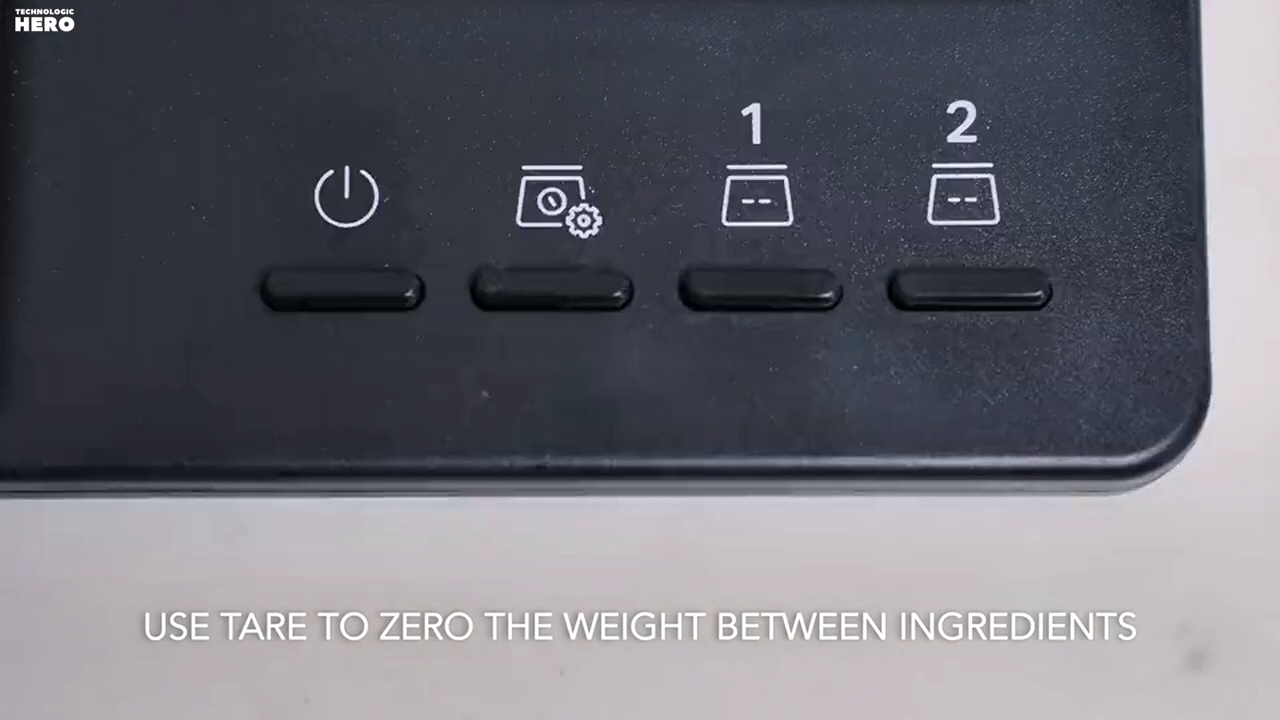 TECHNOLOGIC
HERO
1
2
USE TARE TO ZERO THE WEIGHT BETWEEN INGREDIENTS